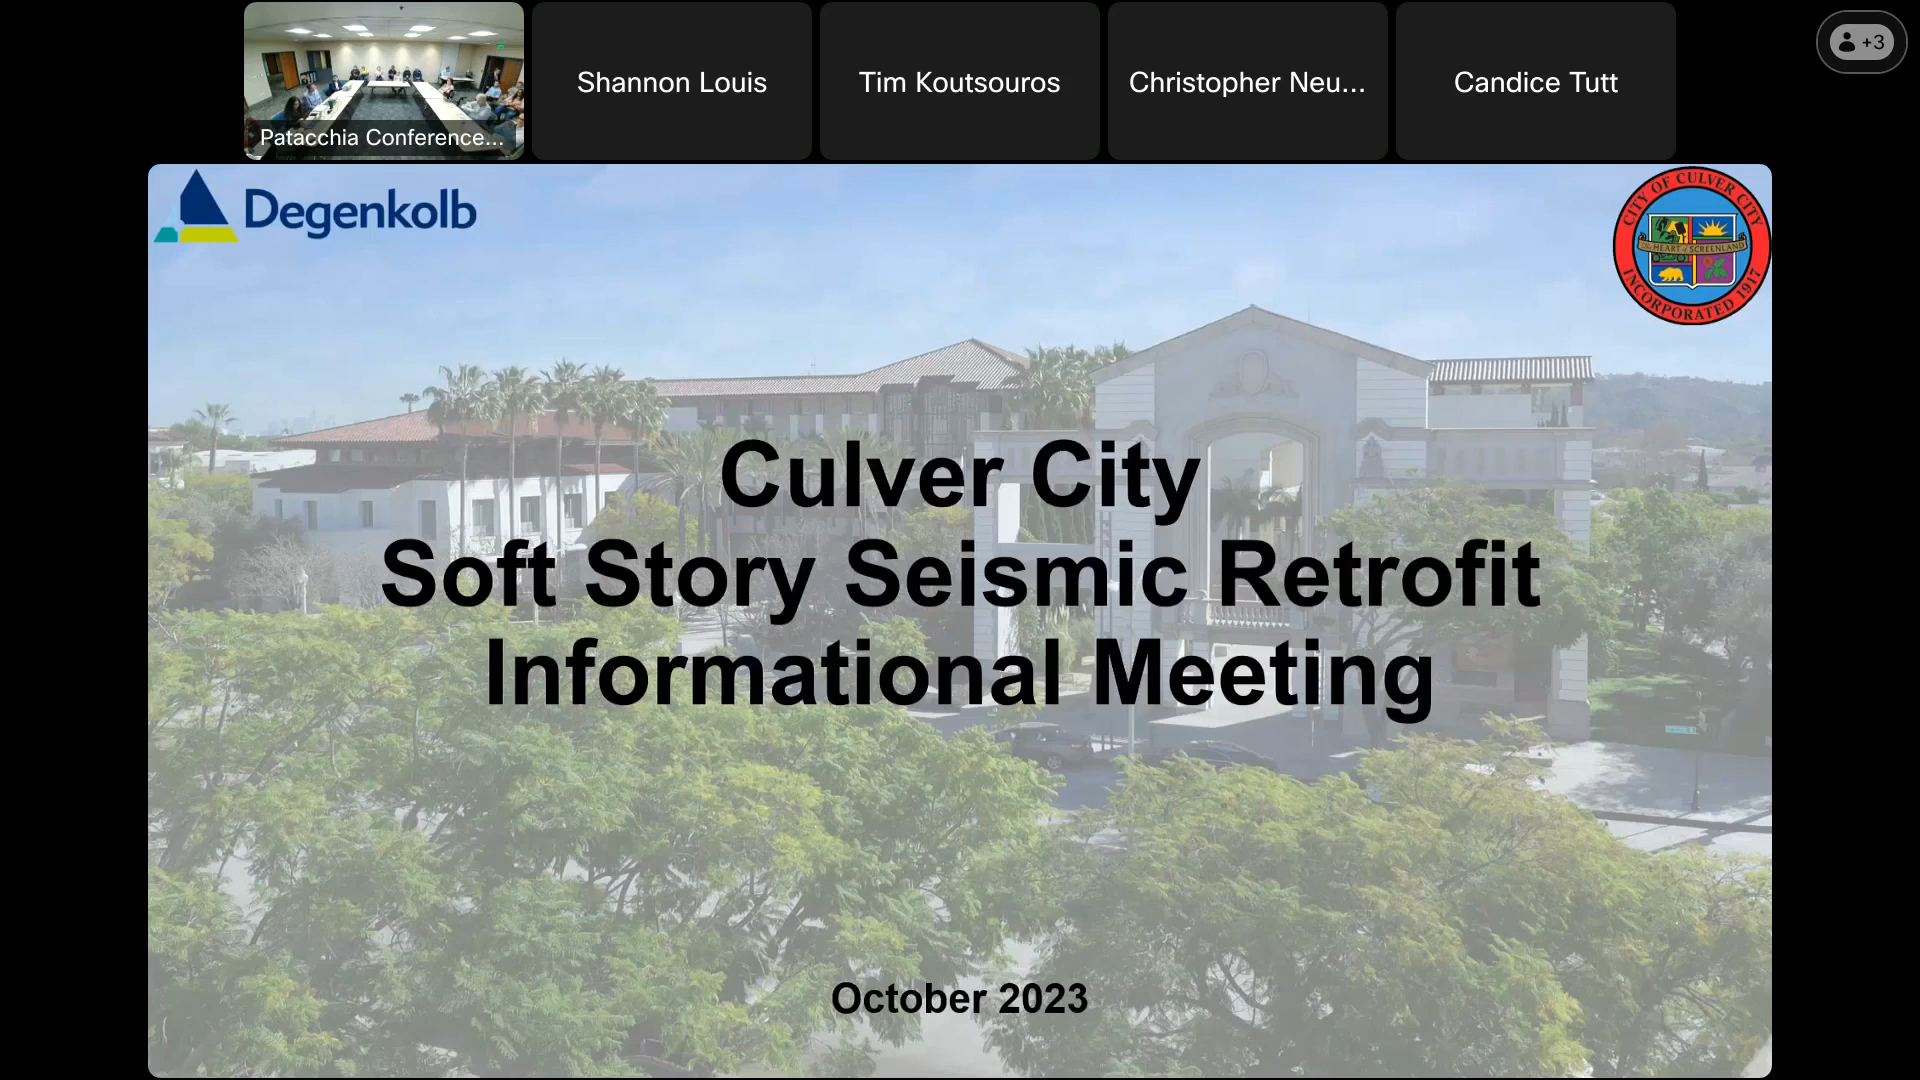 Patacchia Conference...
Shannon Louis
Tim Koutsouros
Christopher Neu...
Candice Tutt
+3
Degenkolb
CITY OF CULVER CITY
The HEART of SCREENLAND
INCORPORATED 1917
Culver City
Soft Story Seismic Retrofit
Informational Meeting
October 2023